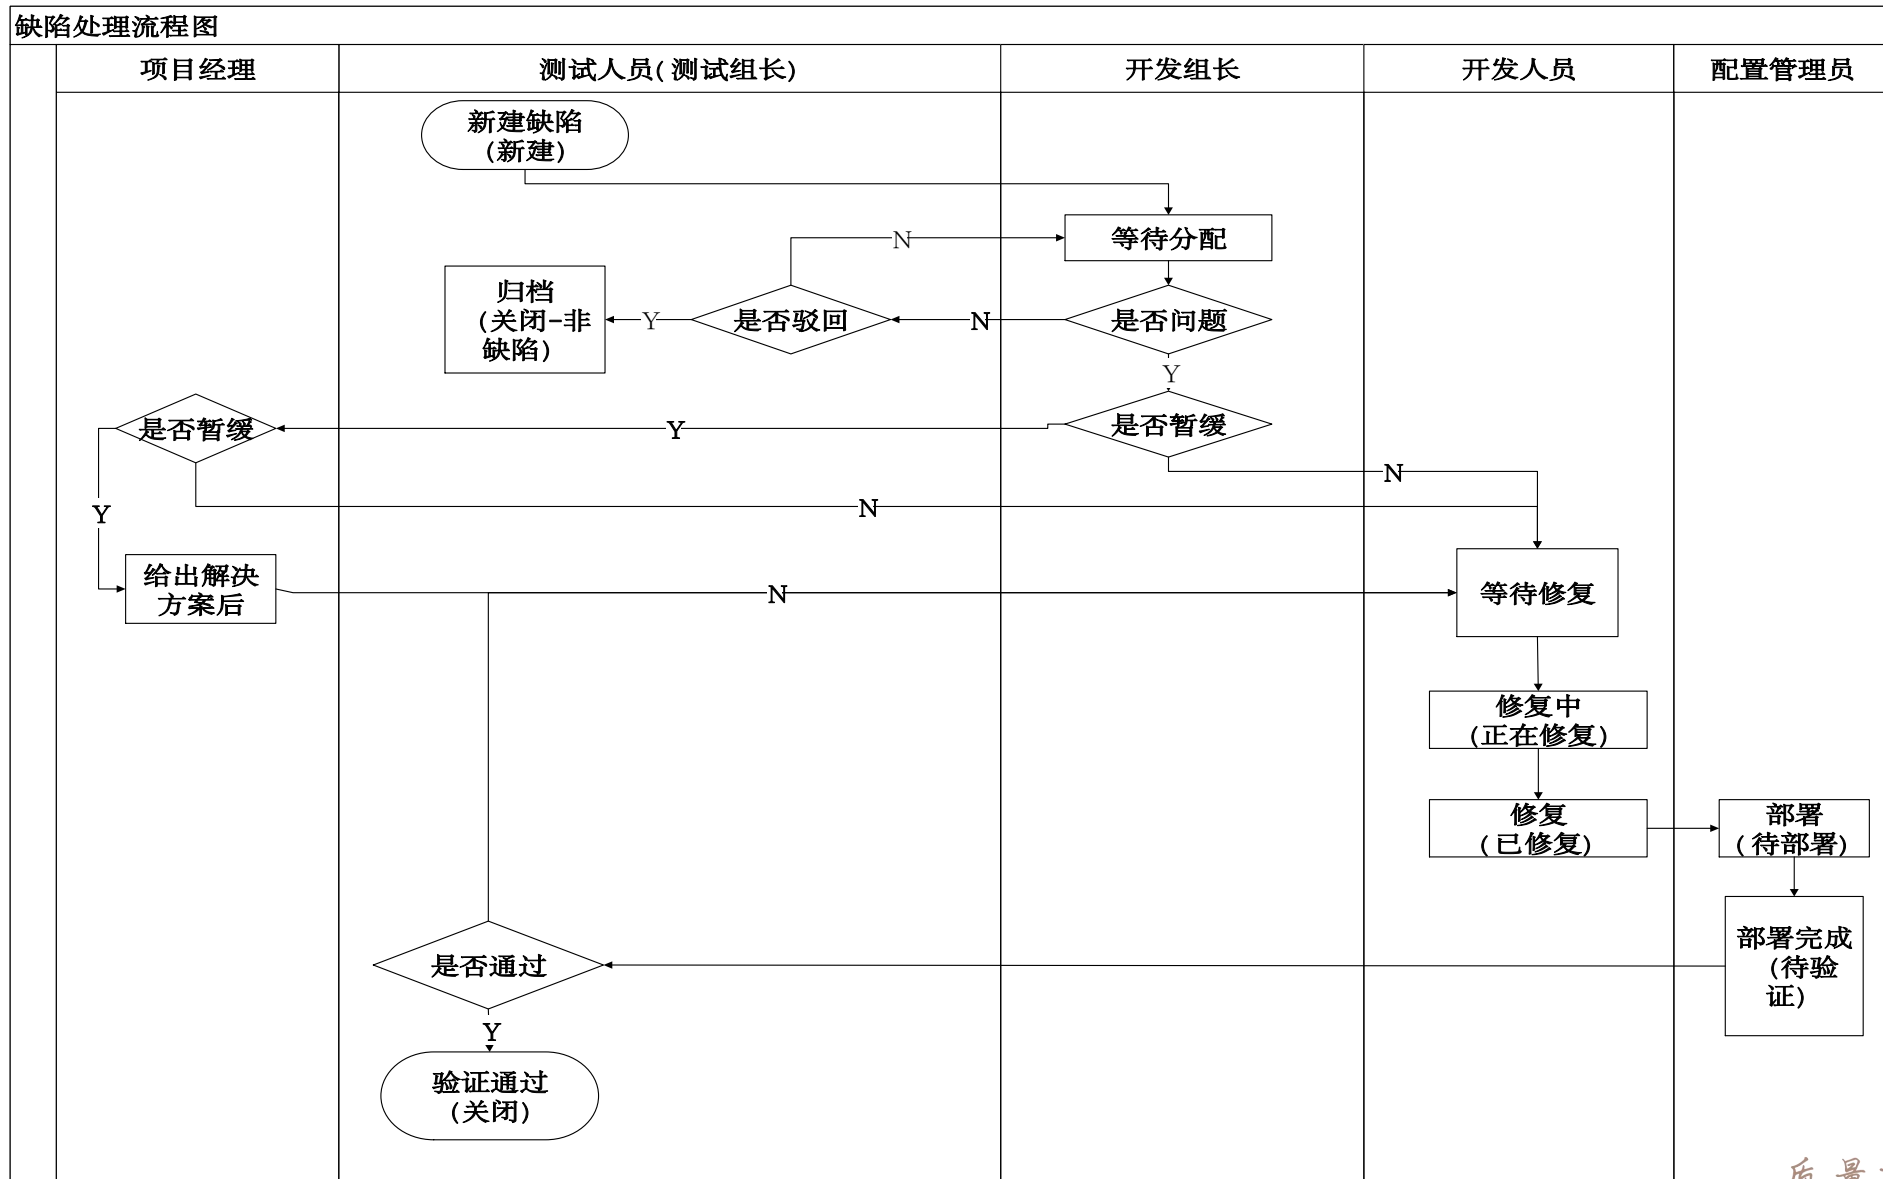 缺陷处理流程图
项目经理
测试人员(测试组长)
开发组长
开发人员
配置管理员
新建缺陷
(新建)
等待分配
N
归档
(关闭-非
缺陷)
Y
是否驳回
N
是否问题
Y
是否暂缓
Y
是否暂缓
N
Y
N
给出解决
方案后
N
等待修复
修复中
(正在修复)
修复
(已修复)
部署
(待部署)
部署完成
(待验
证)
是否通过
Y
验证通过
(关闭)
质量